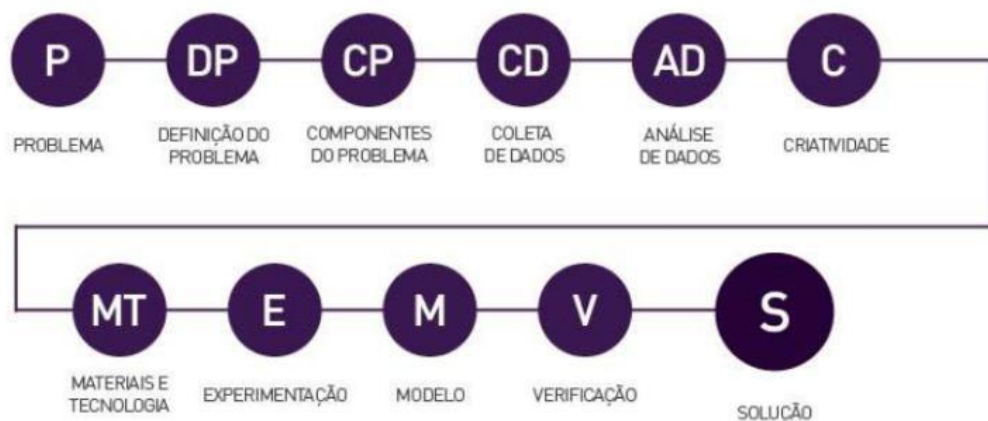 P DP CP CD AD C
PROBLEMA
DEFINIÇÃO DO
PROBLEMA
COMPONENTES
DO PROBLEMA
COLETA
DE DADOS
ANÁLISE
DE DADOS
CRIATIVIDADE
MT E M V S
MATERIAIS E
TECNOLOGIA
EXPERIMENTAÇÃO
MODELO
VERIFICAÇÃO
SOLUÇÃO